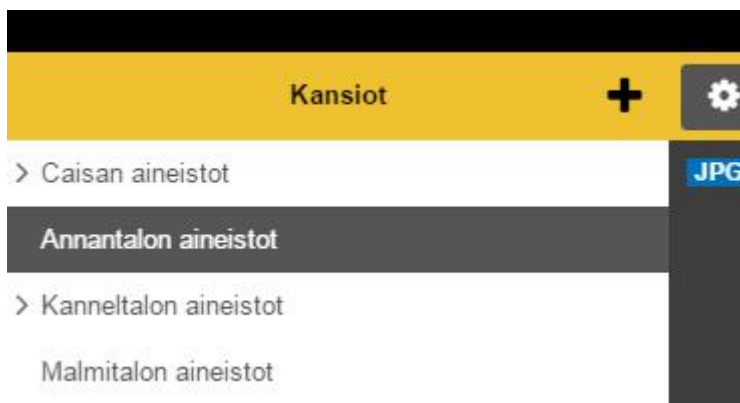 Kansiot
Caisan aineistot
JPG
Annantalon aineistot
Kanneltalon aineistot
Malmitalon aineistot